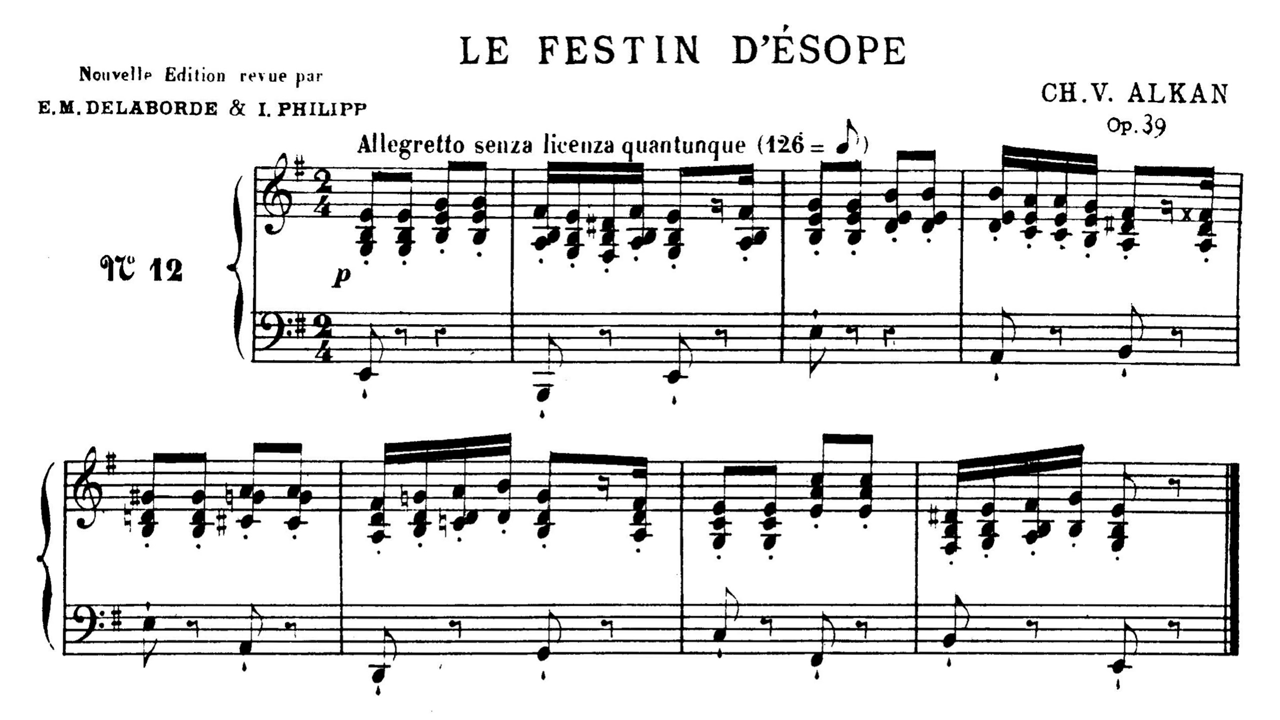 LE FESTIN D'ÉSOPE
Nouvelle Edition revue par
E.M. DELABORDE & I. PHILIPP
CH.V. ALKAN
Op. 39
Allegretto senza licenza quantunque (126 = ♪)
No 12
p